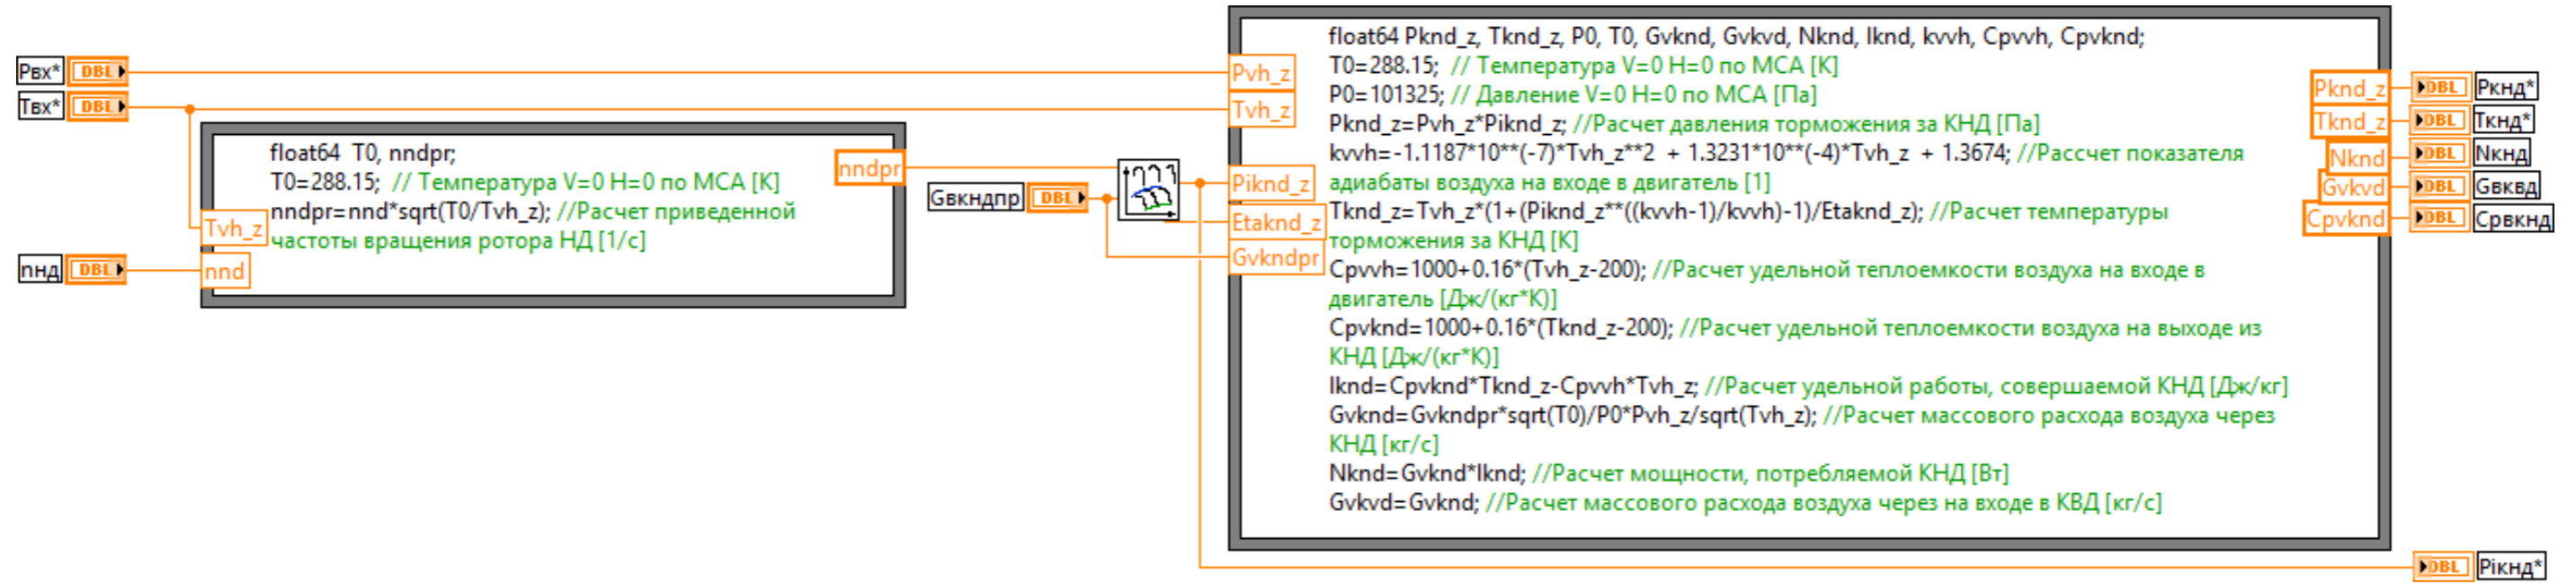 Pвх*
DBL
Tвх*
DBL
nнд
DBL
float64  T0, nndpr;
T0=288.15;  // Температура V=0 H=0 по МСА [К]
nndpr=nnd*sqrt(T0/Tvh_z); //Расчет приведенной
частоты вращения ротора НД [1/с]
Tvh_z
nnd
nndpr
Gвкндпр
DBL
Pvh_z
Tvh_z
Piknd_z
Etaknd_z
Gvkndpr
float64 Pknd_z, Tknd_z, P0, T0, Gvknd, Gvkvd, Nknd, lknd, kvvh, Cpvvh, Cpvknd;
T0=288.15;  // Температура V=0 H=0 по МСА [К]
P0=101325; // Давление V=0 H=0 по МСА [Па]
Pknd_z=Pvh_z*Piknd_z; //Расчет давления торможения за КНД [Па]
kvvh=-1.1187*10**(-7)*Tvh_z**2  + 1.3231*10**(-4)*Tvh_z  + 1.3674; //Рассчет показателя
адиабаты воздуха на входе в двигатель [1]
Tknd_z=Tvh_z*(1+(Piknd_z**((kvvh-1)/kvvh)-1)/Etaknd_z); //Расчет температуры
торможения за КНД [К]
Cpvvh=1000+0.16*(Tvh_z-200); //Расчет удельной теплоемкости воздуха на входе в
двигатель [Дж/(кг*К)]
Cpvknd=1000+0.16*(Tknd_z-200); //Расчет удельной теплоемкости воздуха на выходе из
КНД [Дж/(кг*К)]
lknd=Cpvknd*Tknd_z-Cpvvh*Tvh_z; //Расчет удельной работы, совершаемой КНД [Дж/кг]
Gvknd=Gvkndpr*sqrt(T0)/P0*Pvh_z/sqrt(Tvh_z); //Расчет массового расхода воздуха через
КНД [кг/с]
Nknd=Gvknd*lknd; //Расчет мощности, потребляемой КНД [Вт]
Gvkvd=Gvknd; //Расчет массового расхода воздуха через на входе в КВД [кг/с]
Pknd_z
Tknd_z
Nknd
Gvkvd
Cpvknd
DBL
Pкнд*
DBL
Tкнд*
DBL
Nкнд
DBL
Gвквд
DBL
Cpвкнд
DBL
Piкнд*